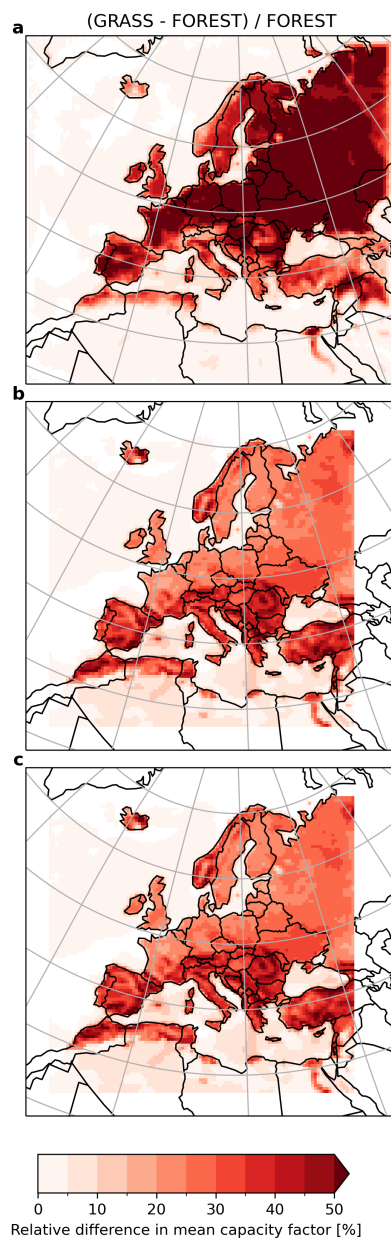 (GRASS - FOREST) / FOREST
a
b
c
0 10 20 30 40 50
Relative difference in mean capacity factor [%]